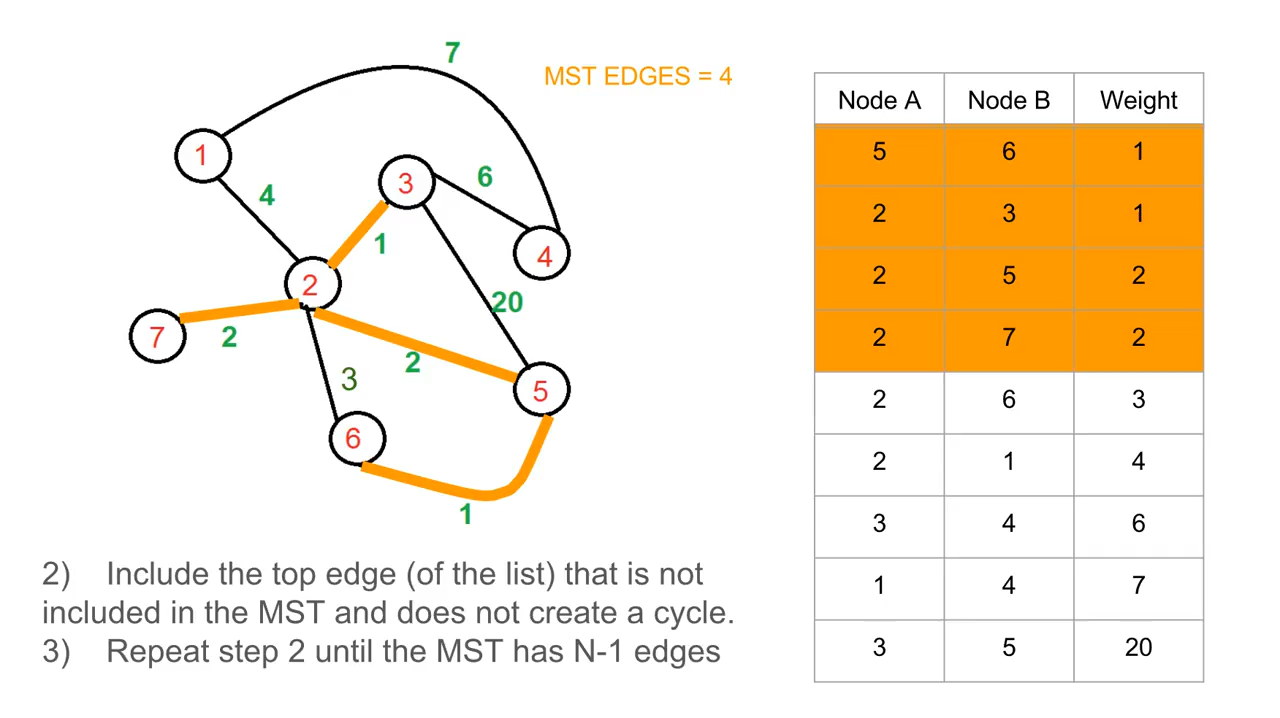 7
MST EDGES = 4
1
3
6
4
4
1
2
20
7
2
2
3
5
6
1
2) Include the top edge (of the list) that is not
included in the MST and does not create a cycle.
3) Repeat step 2 until the MST has N-1 edges
Node A Node B Weight
5 6 1
2 3 1
2 5 2
2 7 2
2 6 3
2 1 4
3 4 6
1 4 7
3 5 20